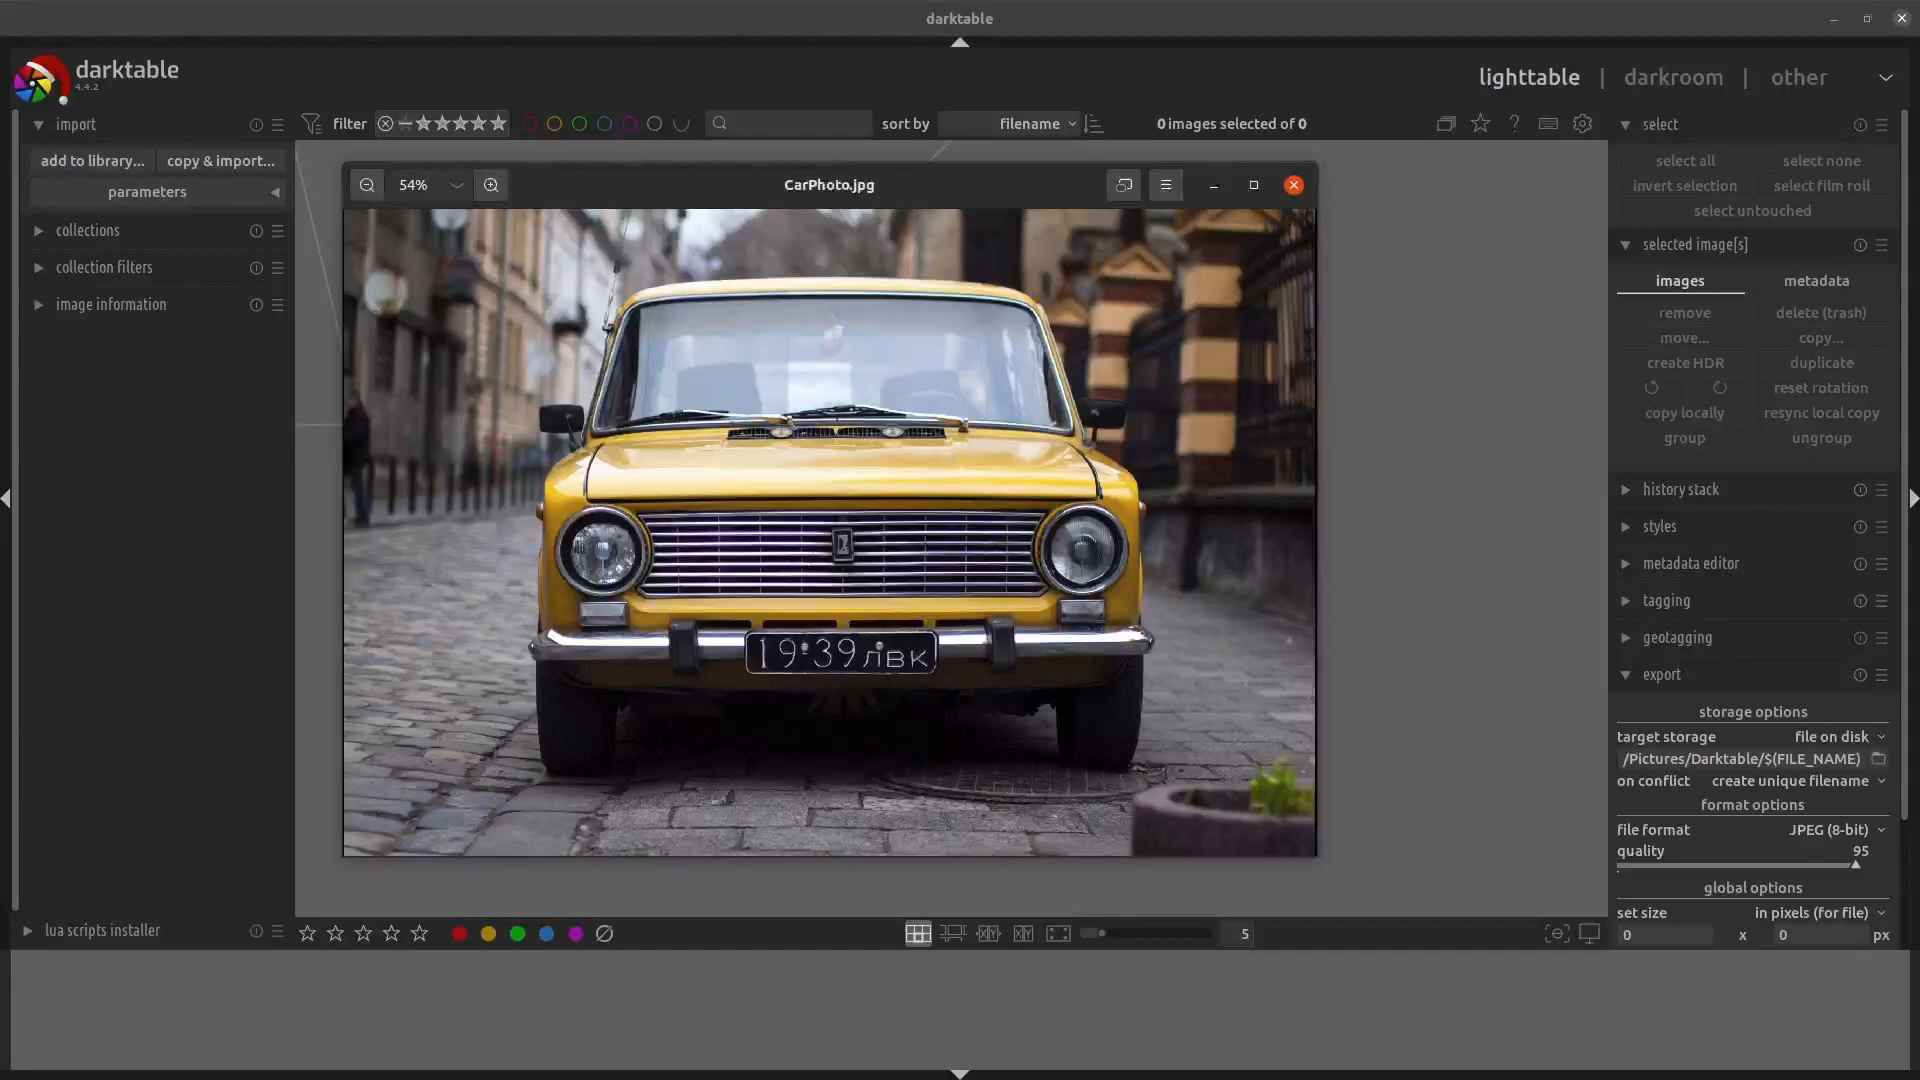 darktable
darktable
4.4.2
lighttable | darkroom | other
import
filter
sort by
filename
0 images selected of 0
?
select
add to library...
copy & import...
parameters
collections
collection filters
image information
54%
CarPhoto.jpg
19•39 ЛВК
select all
select none
invert selection
select film roll
select untouched
selected image[s]
images
metadata
remove
delete (trash)
move...
copy...
create HDR
duplicate
reset rotation
copy locally
resync local copy
group
ungroup
history stack
styles
metadata editor
tagging
geotagging
export
storage options
target storage
file on disk
/Pictures/Darktable/$(FILE_NAME)
on conflict
create unique filename
format options
file format
JPEG (8-bit)
quality
95
global options
set size
in pixels (for file)
0
x
0
px
lua scripts installer
5